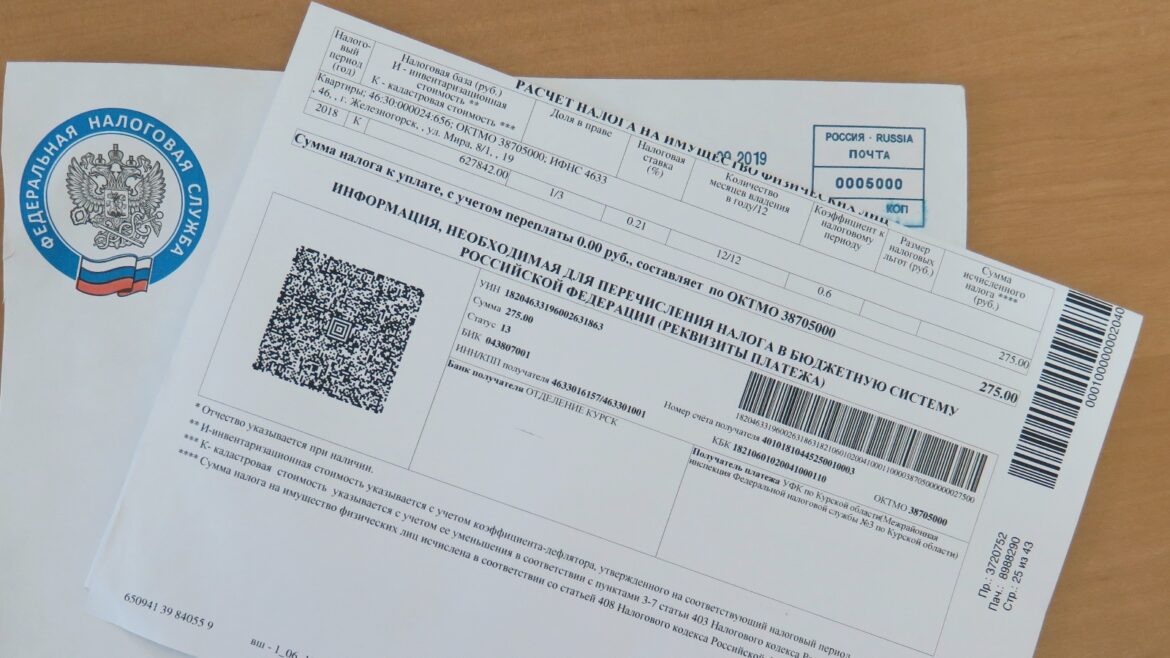 ФЕДЕРАЛЬНАЯ НАЛОГОВАЯ СЛУЖБА
РОССИЯ · RUSSIA
ПОЧТА
0005000
КОП
09 2019
РАСЧЕТ НАЛОГА НА ИМУЩЕСТВО ФИЗИЧЕСКИХ ЛИЦ
Налого-
вый
период
(год)
Налоговая база (руб.)
И - инвентаризационная
стоимость **
К - кадастровая стоимость ***
Доля в праве
Налоговая
ставка
(%)
Количество
месяцев владения
в году/12
Коэффициент к
налоговому
периоду
Размер
налоговых
льгот (руб.)
Сумма
исчисленного
налога ****
(руб.)
Квартиры; 46:30:000024:656; ОКТМО 38705000; ИФНС 4633
, 46, , г. Железногорск, , ул. Мира, 8/1, , 19
2018 К 627842.00 1/3 0.21 12/12 0.6 275.00
Сумма налога к уплате, с учетом переплаты 0.00 руб., составляет по ОКТМО 38705000 275.00
ИНФОРМАЦИЯ, НЕОБХОДИМАЯ ДЛЯ ПЕРЕЧИСЛЕНИЯ НАЛОГА В БЮДЖЕТНУЮ СИСТЕМУ
РОССИЙСКОЙ ФЕДЕРАЦИИ (РЕКВИЗИТЫ ПЛАТЕЖА)
УИН 18204633196002631863
Сумма 275.00
Статус 13
БИК 043807001
ИНН/КПП получателя 4633016157/463301001
Банк получателя ОТДЕЛЕНИЕ КУРСК
Номер счёта получателя 40101810445250010003
КБК 18210601020041000110
ОКТМО 38705000
Получатель платежа УФК по Курской области(Межрайонная
инспекция Федеральной налоговой службы №3 по Курской области)
* Отчество указывается при наличии.
** И-инвентаризационная стоимость указывается с учетом коэффициента-дефлятора, утвержденного на соответствующий налоговый период
*** К- кадастровая стоимость указывается с учетом ее уменьшения в соответствии с пунктами 3-7 статьи 403 Налогового кодекса
**** Сумма налога на имущество физических лиц исчислена в соответствии со статьей 408 Налогового кодекса Российской
650941 39 84055 9
вш - 1_06
Пр.: 3720752
Пач.: 8988290
Стр.: 25 из 43
0001000000002040